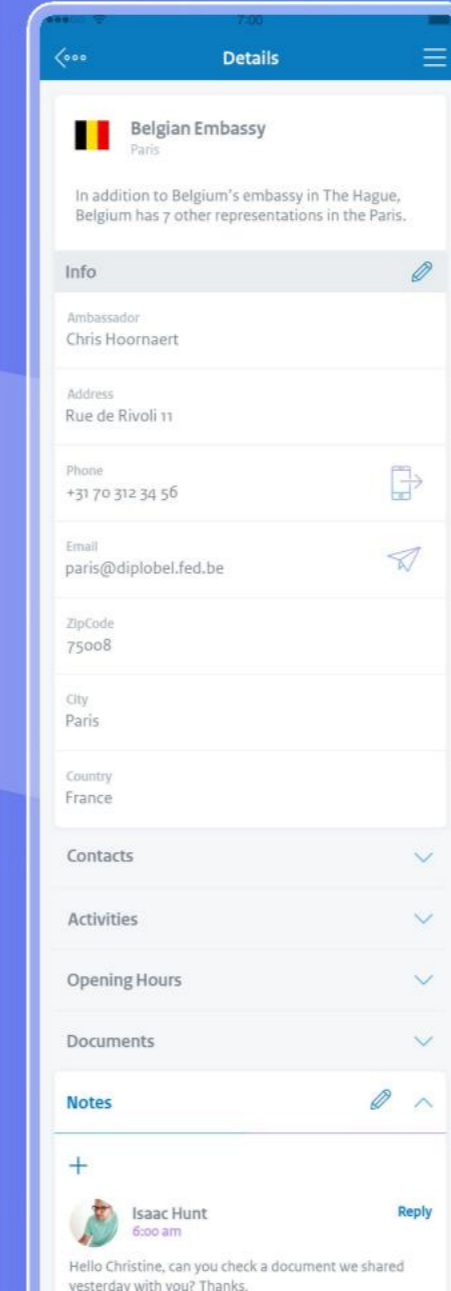 7:00
Details
Belgian Embassy
Paris
In addition to Belgium's embassy in The Hague,
Belgium has 7 other representations in the Paris.
Info
Ambassador
Chris Hoornaert
Address
Rue de Rivoli 11
Phone
+31 70 312 34 56
Email
paris@diplobel.fed.be
ZipCode
75008
City
Paris
Country
France
Contacts
Activities
Opening Hours
Documents
Notes
Isaac Hunt
Reply
6:00 am
Hello Christine, can you check a document we shared
yesterday with you? Thanks.